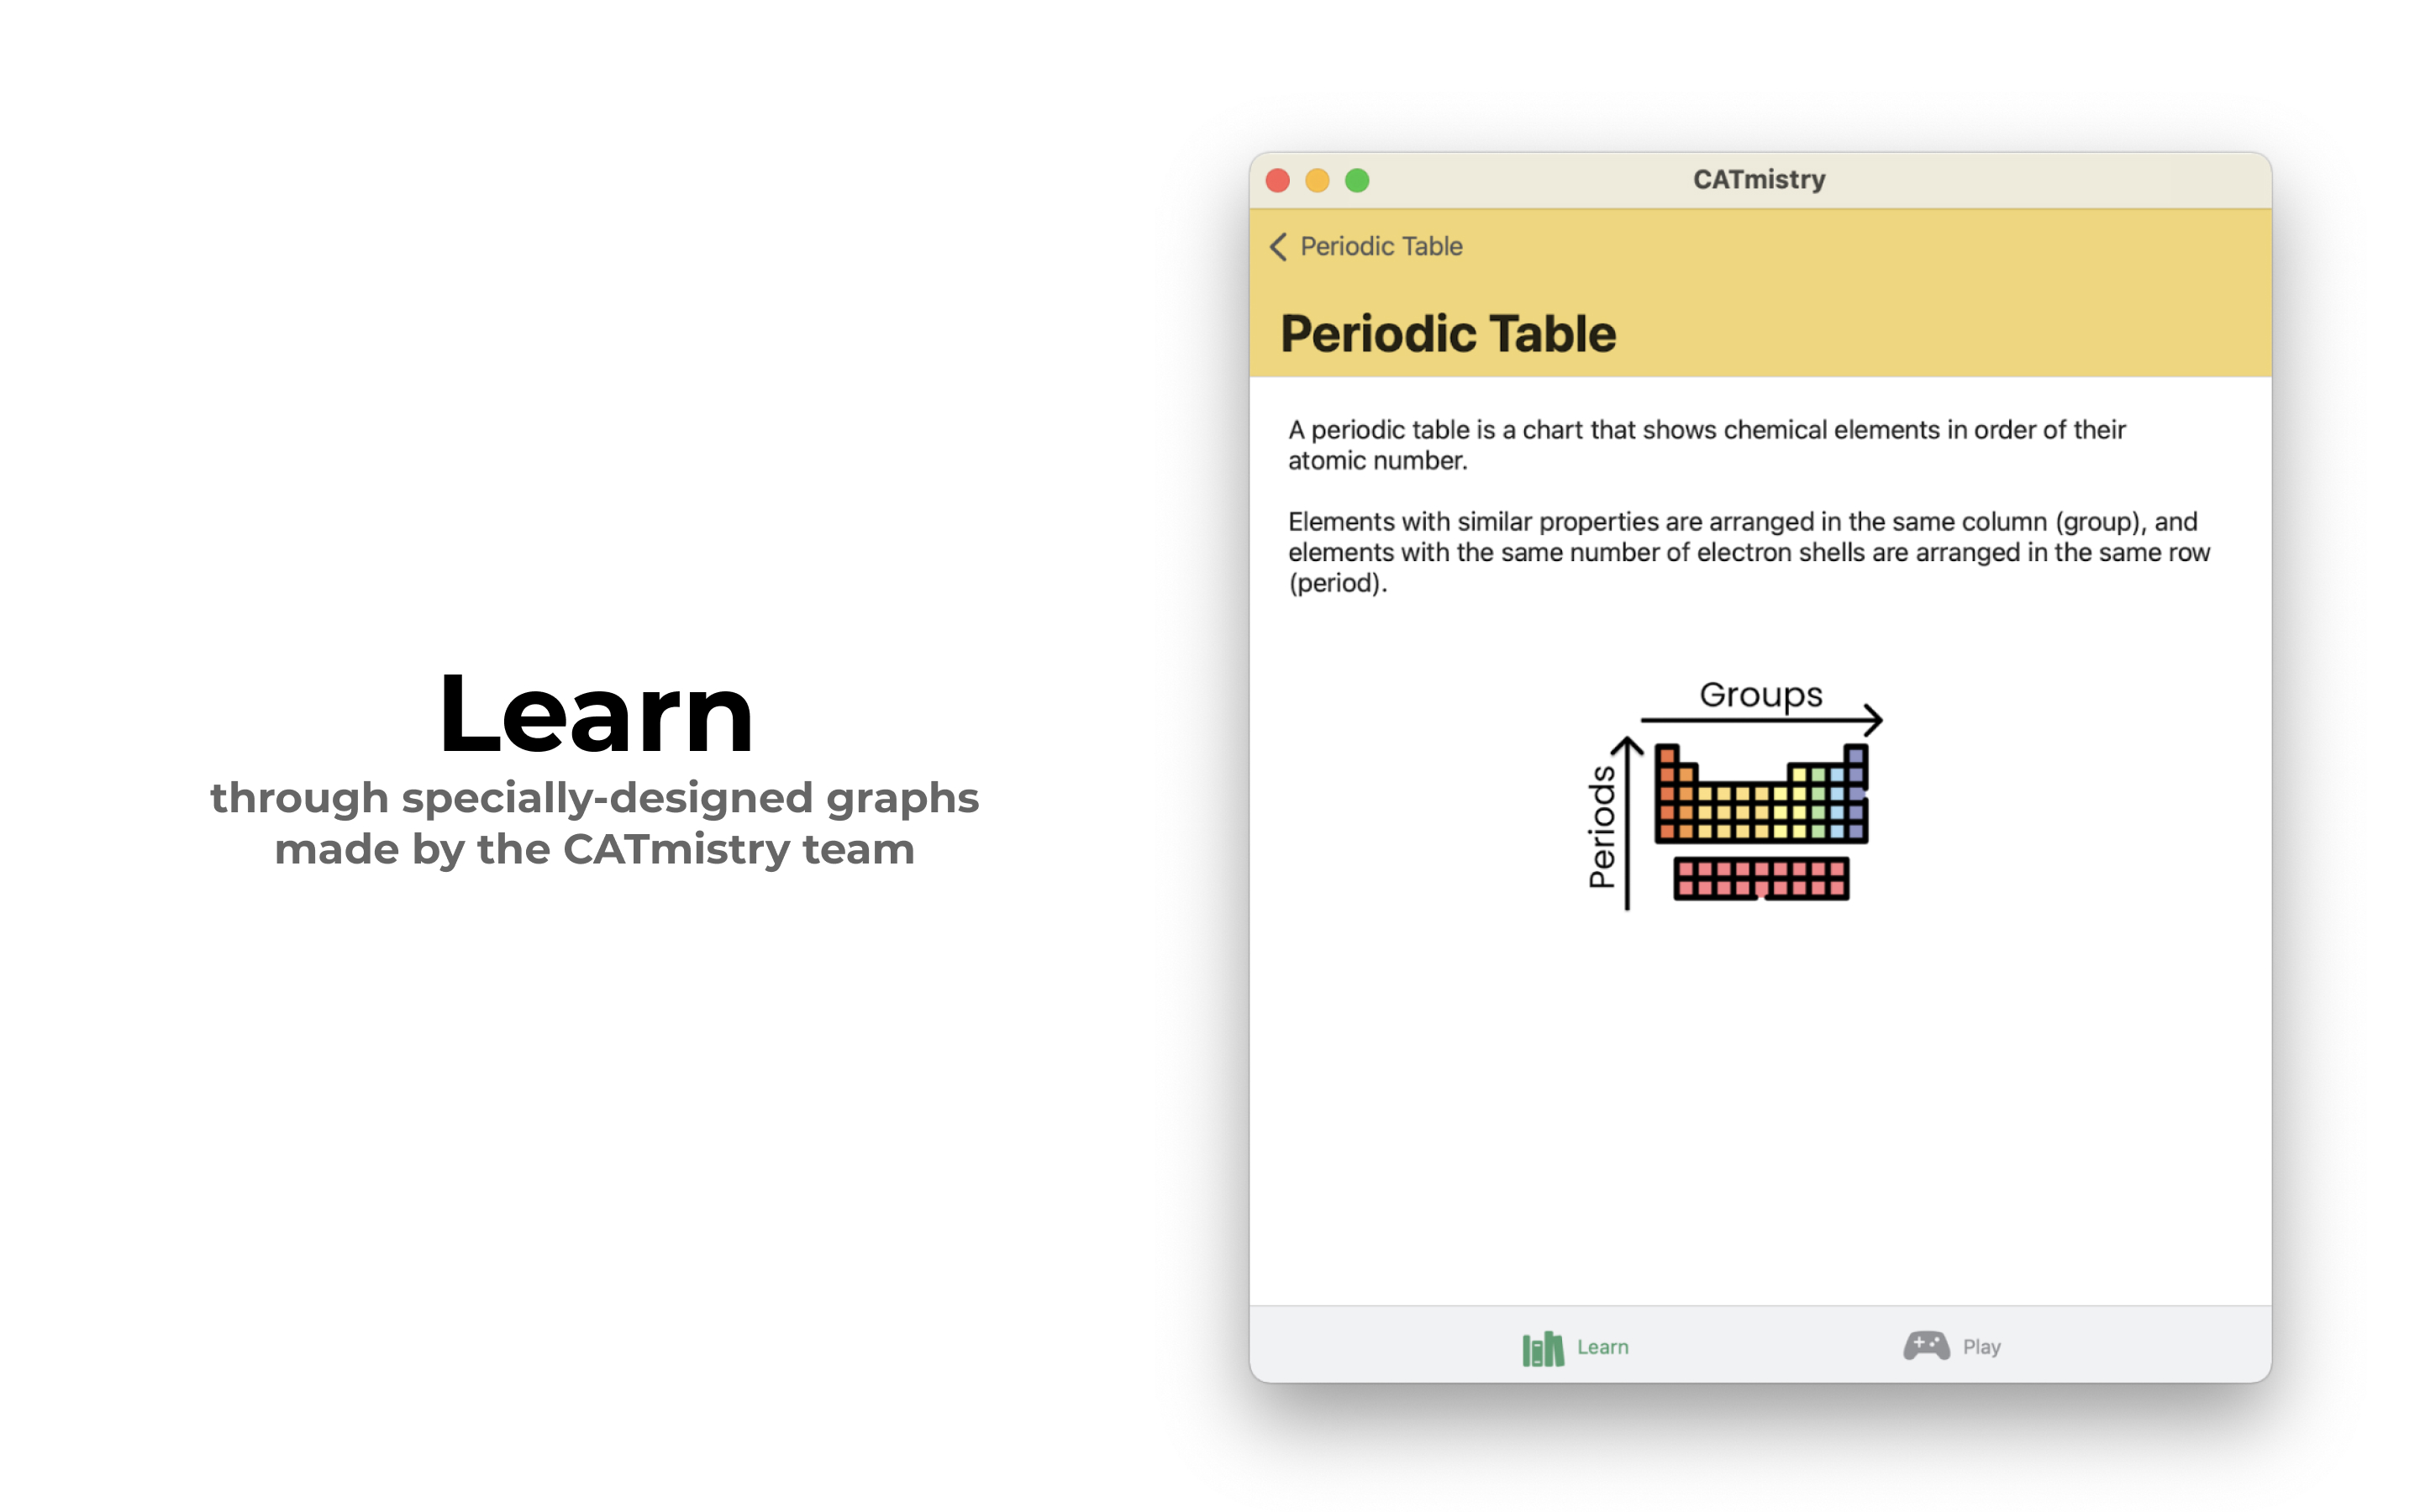 Learn
through specially-designed graphs
made by the CATmistry team
CATmistry
Periodic Table
Periodic Table
A periodic table is a chart that shows chemical elements in order of their
atomic number.
Elements with similar properties are arranged in the same column (group), and
elements with the same number of electron shells are arranged in the same row
(period).
Groups
Periods
Learn
Play